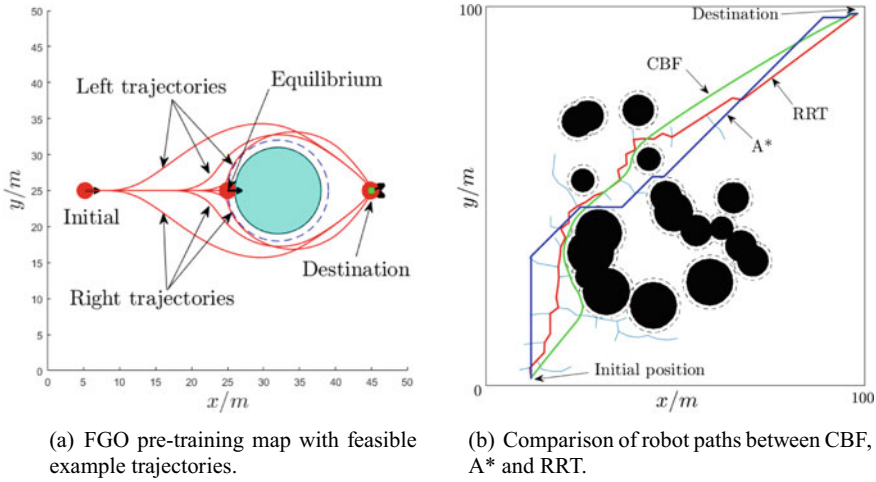 50
45
40
35
30
25
20
15
10
5
0
y/m
0 5 10 15 20 25 30 35 40 45 50
x/m
Left trajectories
Equilibrium
Initial
Destination
Right trajectories
(a) FGO pre-training map with feasible
example trajectories.
100
y/m
0
x/m
100
Destination
CBF
RRT
A*
Initial position
(b) Comparison of robot paths between CBF,
A* and RRT.